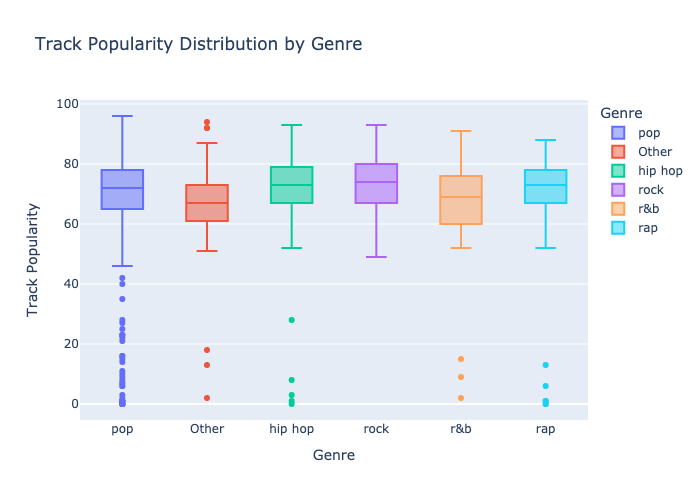 Track Popularity Distribution by Genre
100
80
60
40
20
0
Track Popularity
pop
Other
hip hop
rock
r&b
rap
Genre
Genre
pop
Other
hip hop
rock
r&b
rap